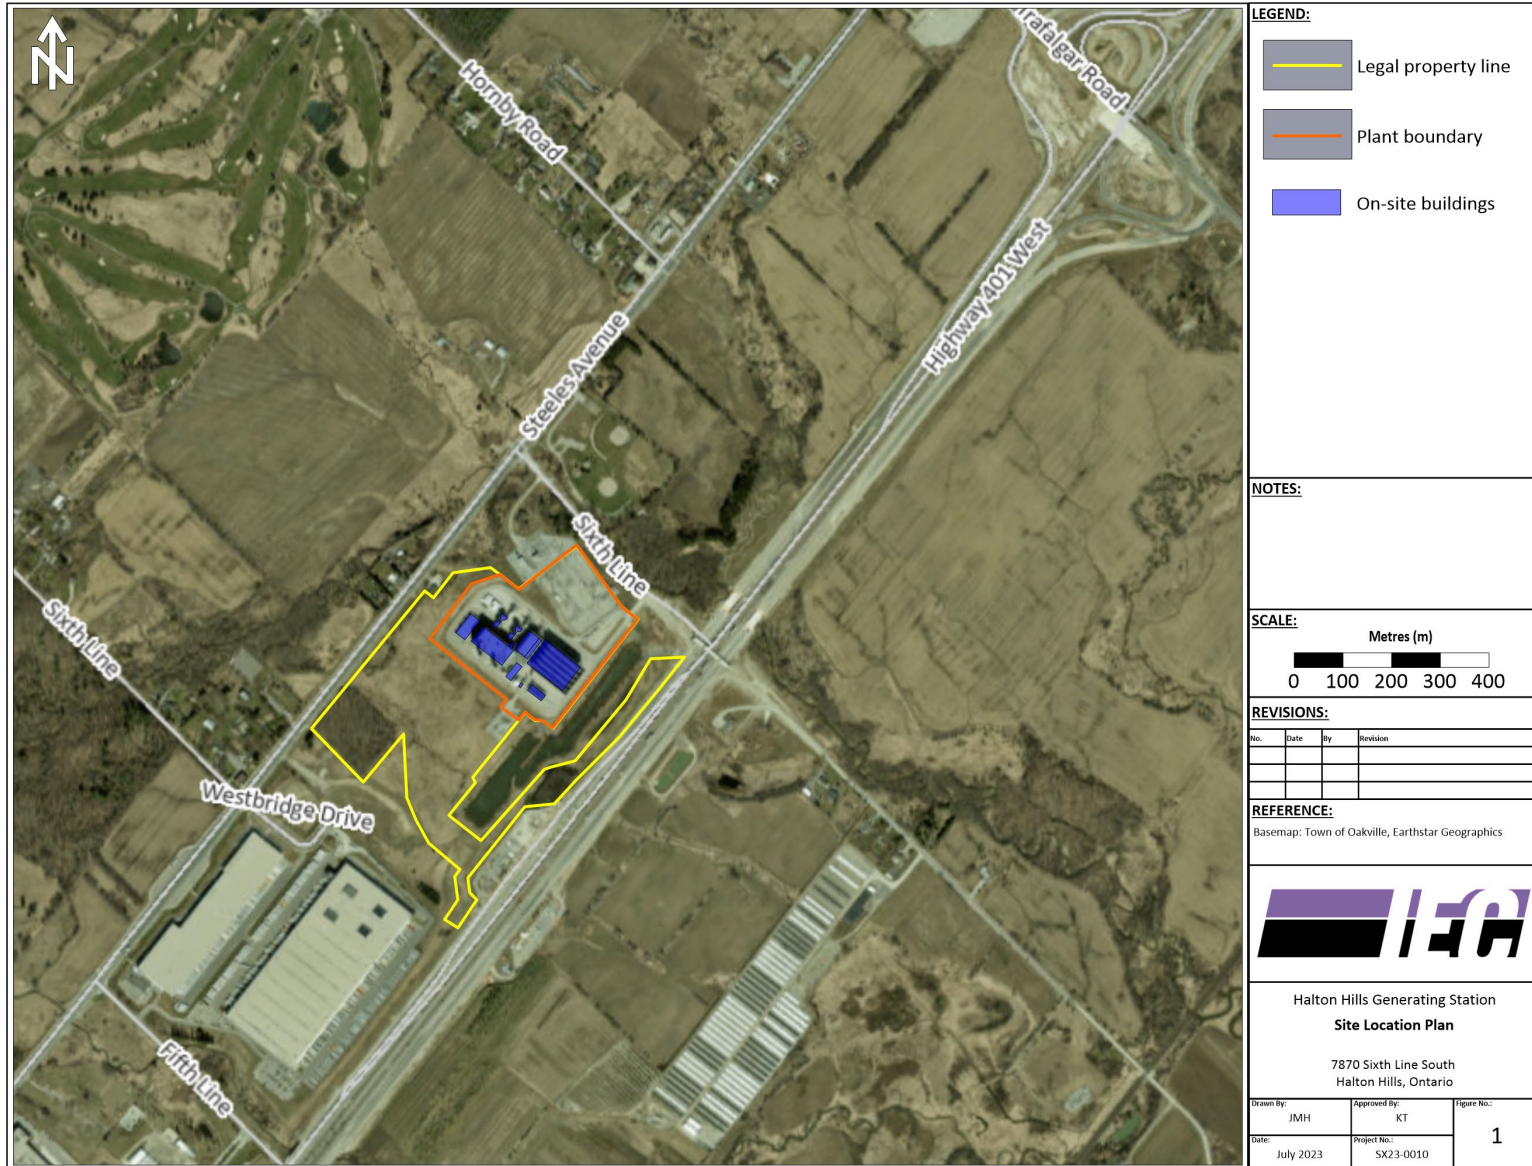 N
Trafalgar Road
Hornby Road
Highway 401 West
Steeles Avenue
Sixth Line
Sixth Line
Westbridge Drive
Fifth Line
LEGEND:
Legal property line
Plant boundary
On-site buildings
NOTES:
SCALE:
Metres (m)
0 100 200 300 400
REVISIONS:
No. Date By Revision
REFERENCE:
Basemap: Town of Oakville, Earthstar Geographics
IEC
Halton Hills Generating Station
Site Location Plan
7870 Sixth Line South
Halton Hills, Ontario
Drawn By: Approved By: Figure No.:
JMH KT 1
Date: Project No.:
July 2023 SX23-0010